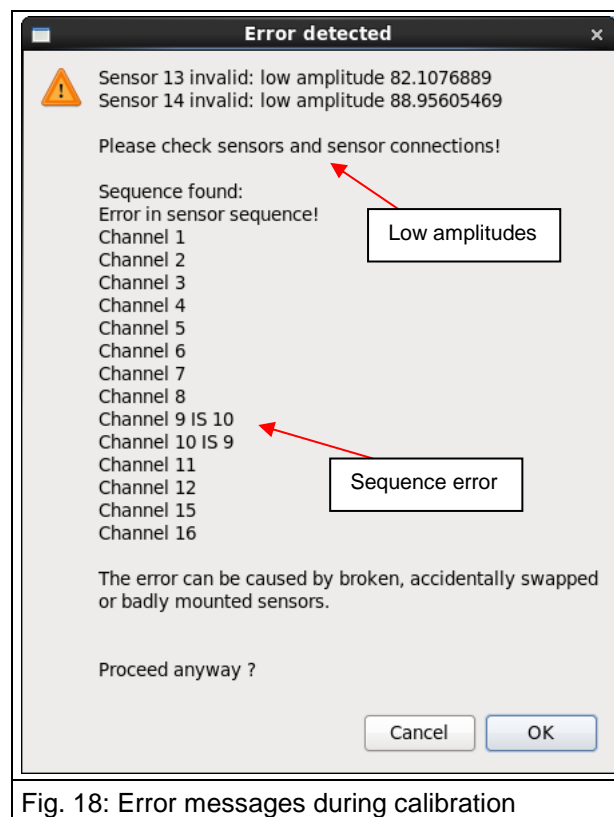 Error detected
Sensor 13 invalid: low amplitude 82.1076889
Sensor 14 invalid: low amplitude 88.95605469
Please check sensors and sensor connections!
Low amplitudes
Sequence found:
Error in sensor sequence!
Channel 1
Channel 2
Channel 3
Channel 4
Channel 5
Channel 6
Channel 7
Channel 8
Channel 9 IS 10
Channel 10 IS 9
Sequence error
Channel 11
Channel 12
Channel 15
Channel 16
The error can be caused by broken, accidentally swapped
or badly mounted sensors.
Proceed anyway ?
Cancel
OK
Fig. 18: Error messages during calibration